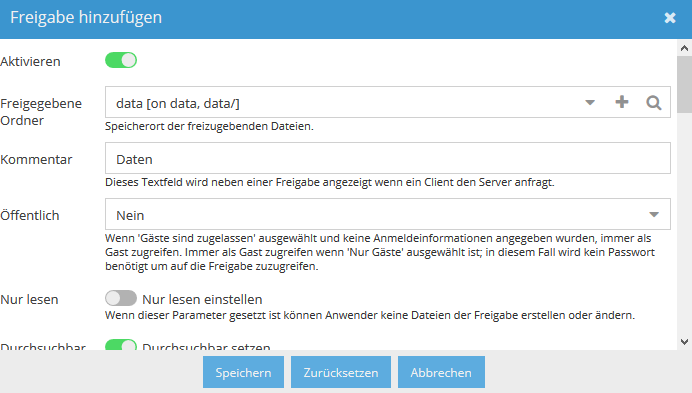 Freigabe hinzufügen
Aktivieren
Freigegebene
Ordner
data [on data, data/]
Speicherort der freizugebenden Dateien.
Kommentar
Daten
Dieses Textfeld wird neben einer Freigabe angezeigt wenn ein Client den Server anfragt.
Öffentlich
Nein
Wenn 'Gäste sind zugelassen' ausgewählt und keine Anmeldeinformationen angegeben wurden, immer als
Gast zugreifen. Immer als Gast zugreifen wenn 'Nur Gäste' ausgewählt ist; in diesem Fall wird kein Passwort
benötigt um auf die Freigabe zuzugreifen.
Nur lesen
Nur lesen einstellen
Wenn dieser Parameter gesetzt ist können Anwender keine Dateien der Freigabe erstellen oder ändern.
Durchsuchbar
Durchsuchbar setzen
Speichern
Zurücksetzen
Abbrechen